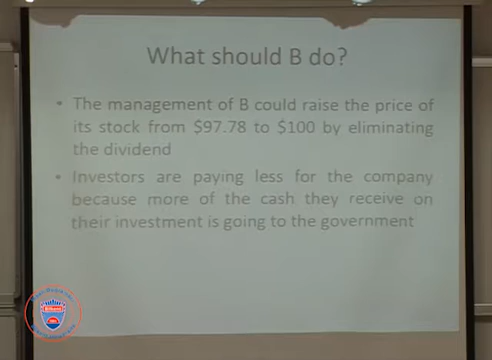 What should B do?
• The management of B could raise the price of
its stock from $97.78 to $100 by eliminating
the dividend
• Investors are paying less for the company
because more of the cash they receive on
their investment is going to the government